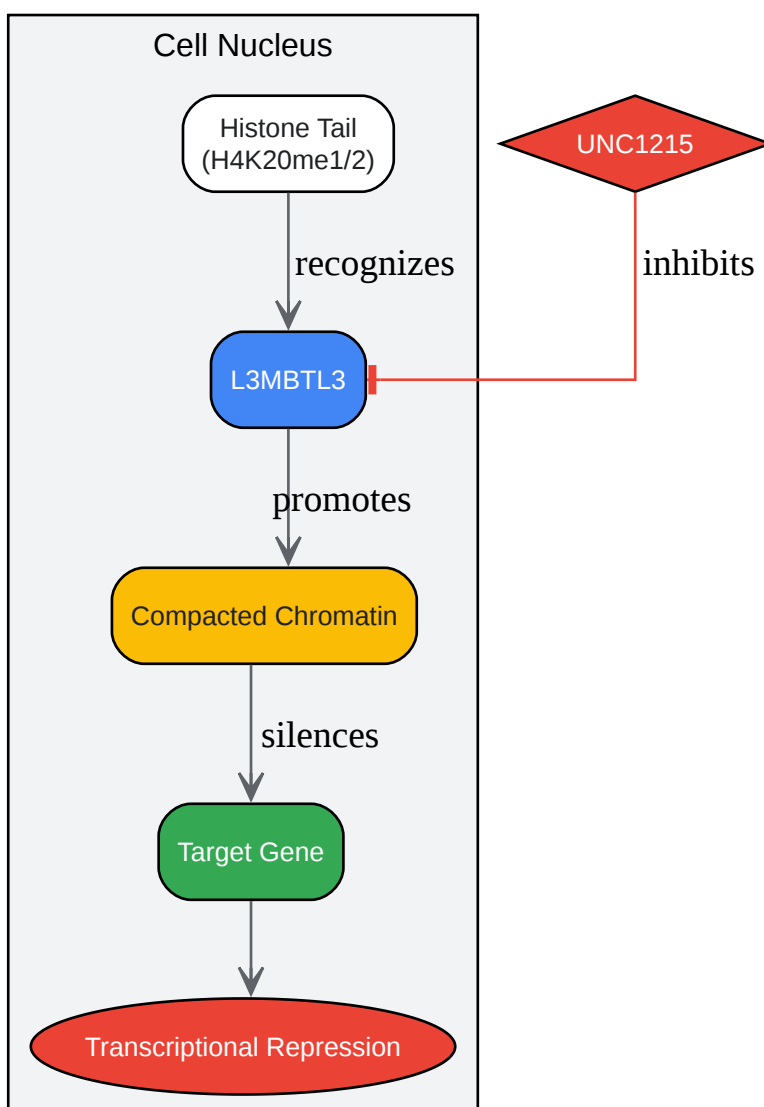 Cell Nucleus
Histone Tail
(H4K20me1/2)
UNC1215
recognizes
inhibits
L3MBTL3
promotes
Compacted Chromatin
silences
Target Gene
Transcriptional Repression